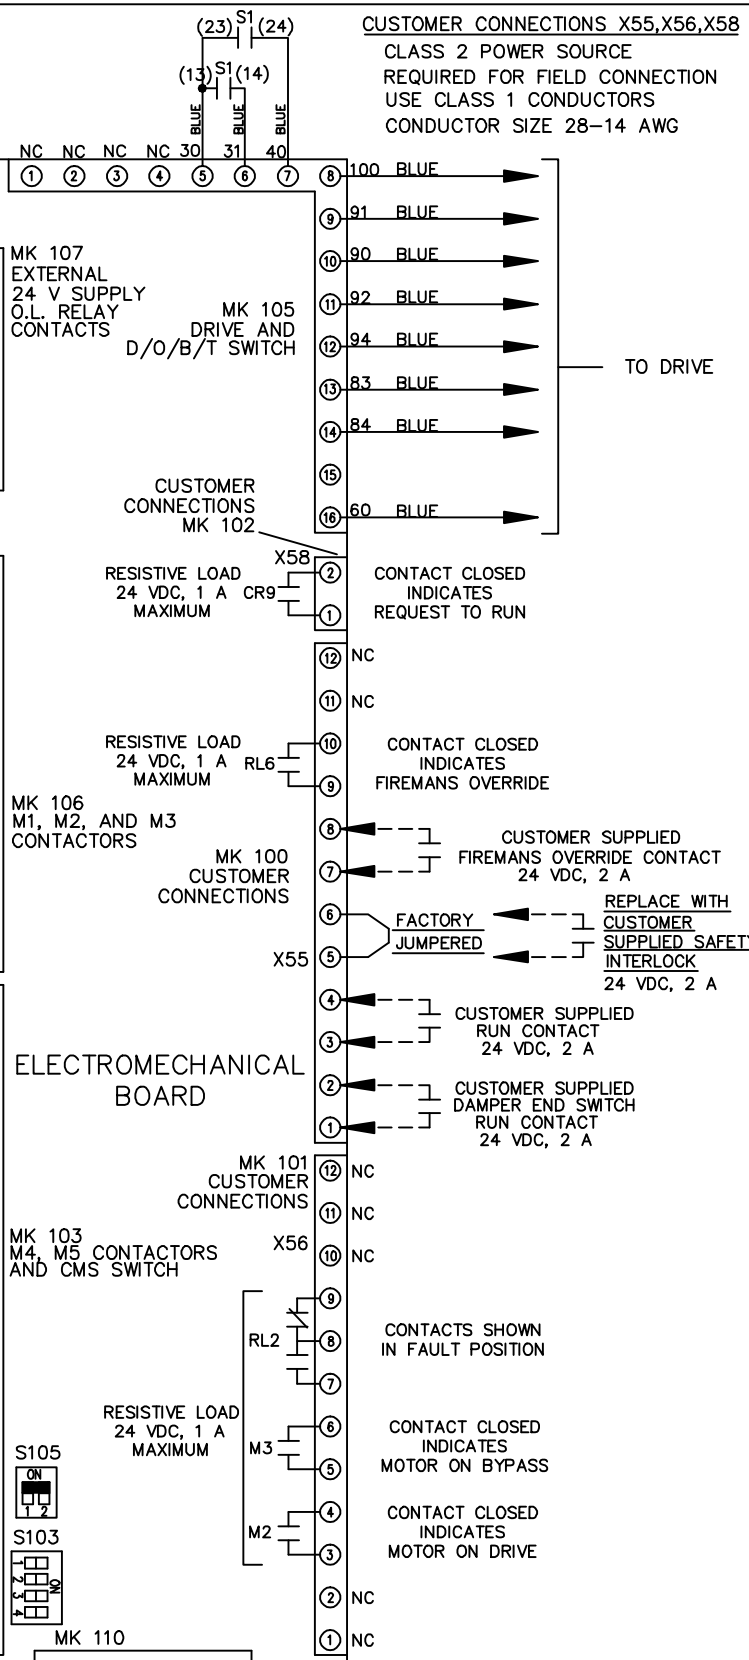 CUSTOMER CONNECTIONS X55,X56,X58
CLASS 2 POWER SOURCE
REQUIRED FOR FIELD CONNECTION
USE CLASS 1 CONDUCTORS
CONDUCTOR SIZE 28–14 AWG
(23) S1 (24)
(13) S1 (14)
BLUE BLUE BLUE
NC NC NC NC 30 31 40
1 2 3 4 5 6 7 8 100 BLUE
9 91 BLUE
10 90 BLUE
11 92 BLUE
12 94 BLUE
13 83 BLUE
14 84 BLUE
15
16 60 BLUE
TO DRIVE
MK 107
EXTERNAL
24 V SUPPLY
O.L. RELAY
CONTACTS
MK 105
DRIVE AND
D/O/B/T SWITCH
CUSTOMER
CONNECTIONS
MK 102
X58
RESISTIVE LOAD
24 VDC, 1 A
MAXIMUM
CR9
2
1
CONTACT CLOSED
INDICATES
REQUEST TO RUN
12 NC
11 NC
RESISTIVE LOAD
24 VDC, 1 A
MAXIMUM
RL6
10
9
CONTACT CLOSED
INDICATES
FIREMANS OVERRIDE
MK 106
M1, M2, AND M3
CONTACTORS
MK 100
CUSTOMER
CONNECTIONS
8
7
CUSTOMER SUPPLIED
FIREMANS OVERRIDE CONTACT
24 VDC, 2 A
X55
6
5
FACTORY
JUMPERED
REPLACE WITH
CUSTOMER
SUPPLIED SAFETY
INTERLOCK
24 VDC, 2 A
4
3
CUSTOMER SUPPLIED
RUN CONTACT
24 VDC, 2 A
ELECTROMECHANICAL
BOARD
2
1
CUSTOMER SUPPLIED
DAMPER END SWITCH
RUN CONTACT
24 VDC, 2 A
MK 101
CUSTOMER
CONNECTIONS
12 NC
11 NC
X56
10 NC
MK 103
M4, M5 CONTACTORS
AND CMS SWITCH
RL2
9
8
7
CONTACTS SHOWN
IN FAULT POSITION
RESISTIVE LOAD
24 VDC, 1 A
MAXIMUM
M3
6
5
CONTACT CLOSED
INDICATES
MOTOR ON BYPASS
M2
4
3
CONTACT CLOSED
INDICATES
MOTOR ON DRIVE
2 NC
1 NC
S105
ON
1 2
S103
1
2
3
4
ON
MK 110